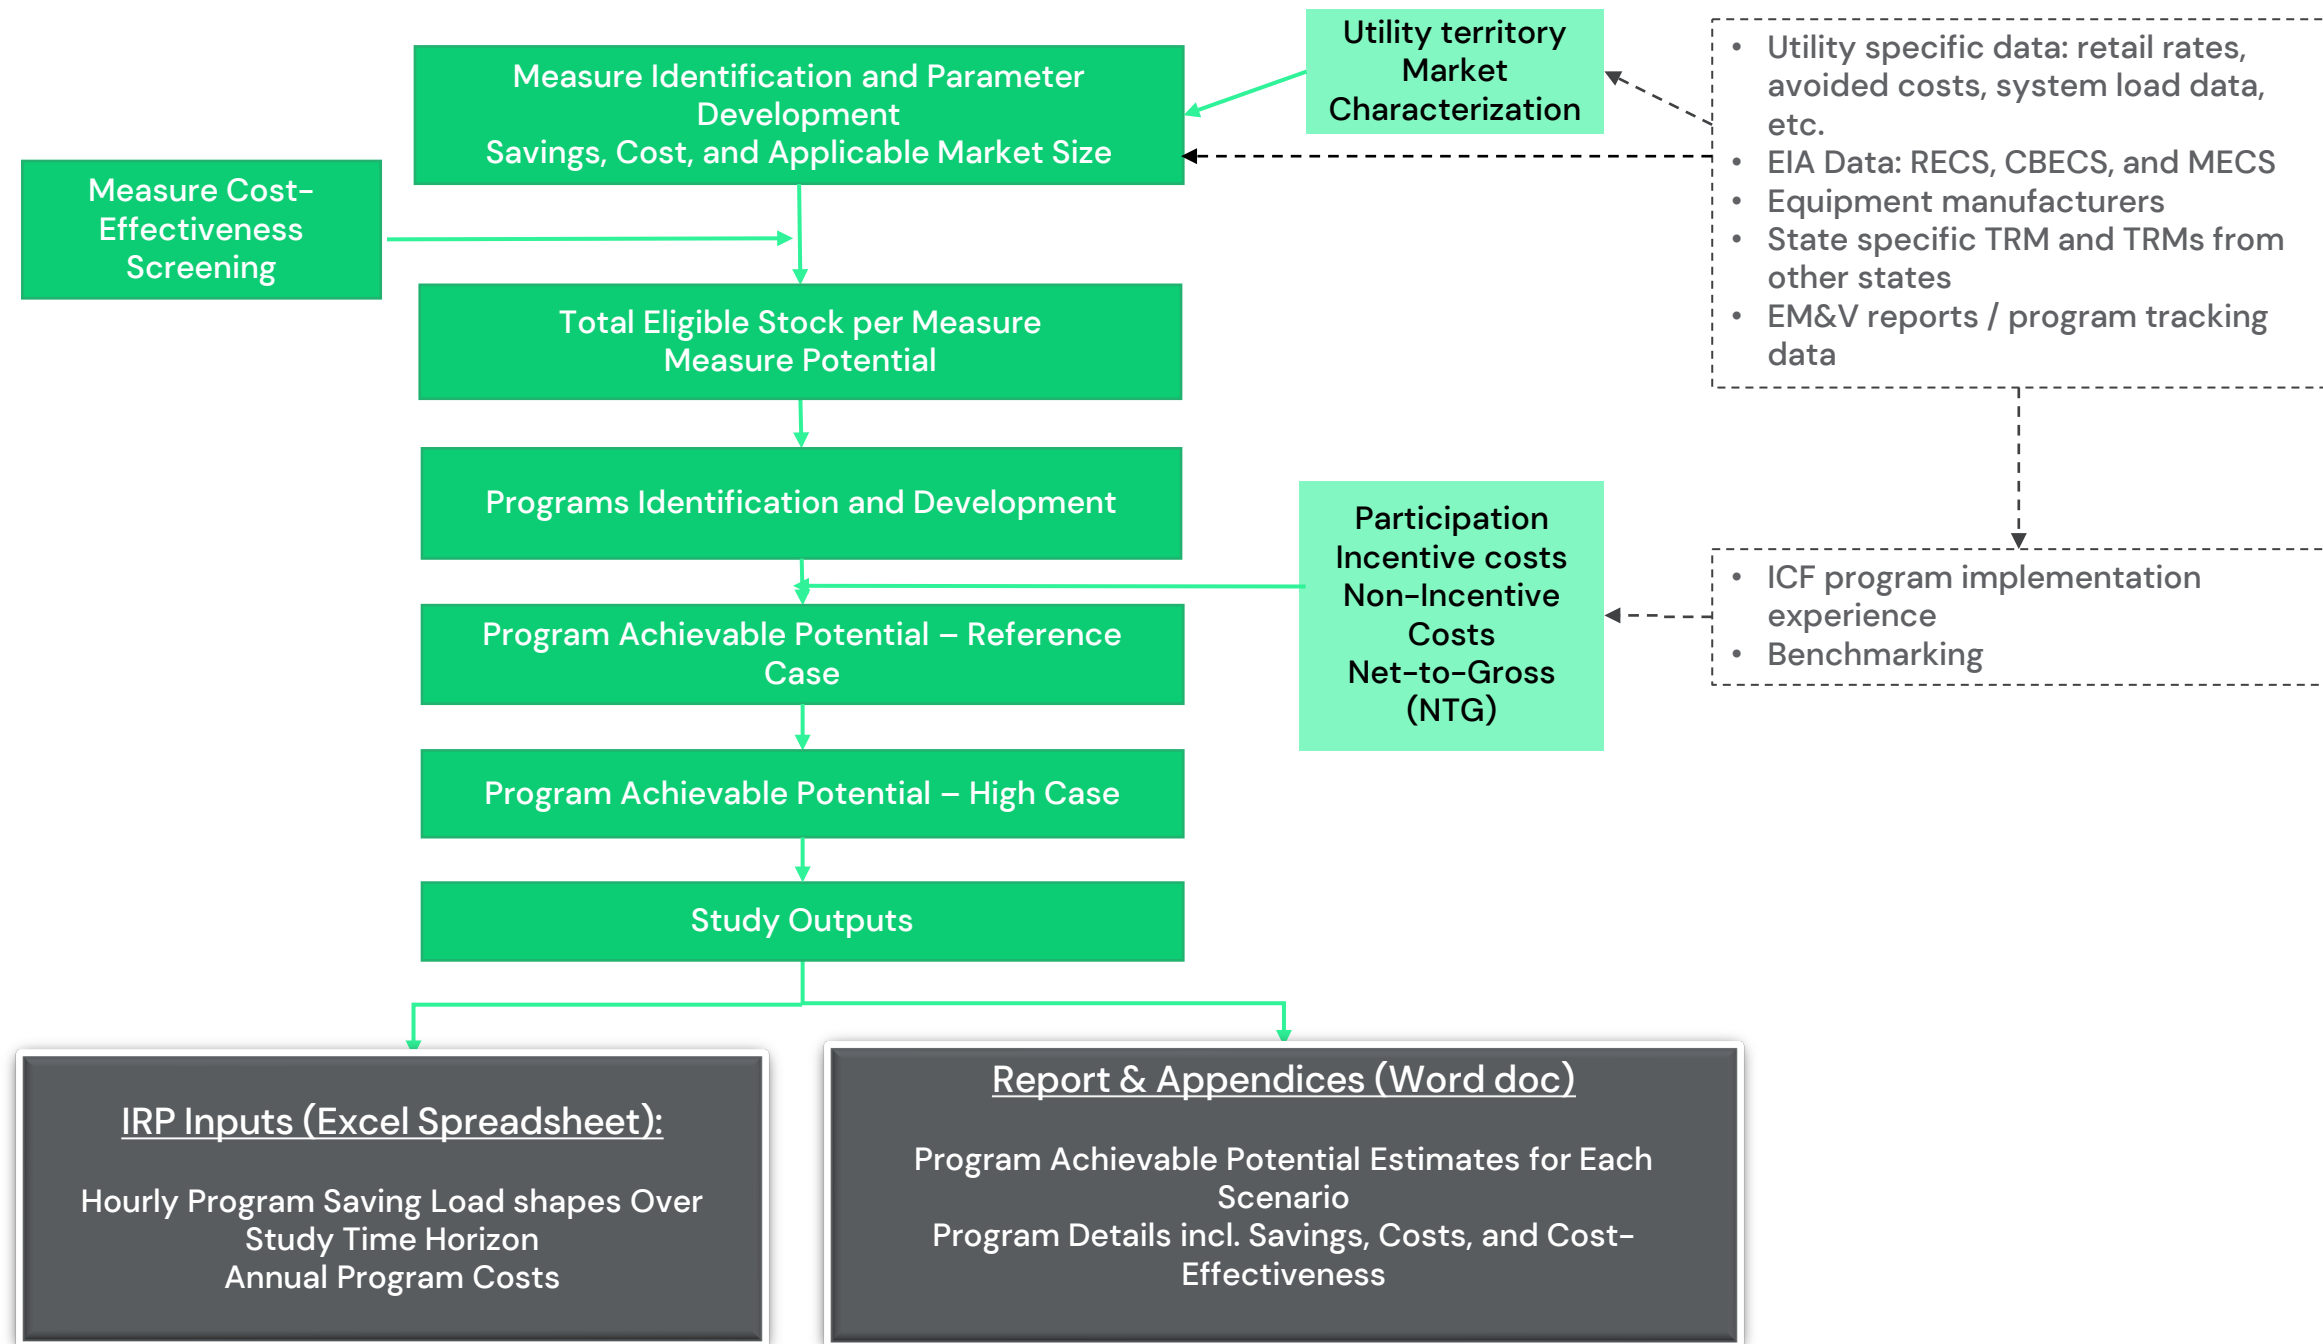 Utility territory
Market
Characterization
Measure Identification and Parameter
Development
Savings, Cost, and Applicable Market Size
Measure Cost-
Effectiveness
Screening
• Utility specific data: retail rates,
avoided costs, system load data,
etc.
• EIA Data: RECS, CBECS, and MECS
• Equipment manufacturers
• State specific TRM and TRMs from
other states
• EM&V reports / program tracking
data
Total Eligible Stock per Measure
Measure Potential
Programs Identification and Development
Participation
Incentive costs
Non-Incentive
Costs
Net-to-Gross
(NTG)
• ICF program implementation
experience
• Benchmarking
Program Achievable Potential – Reference
Case
Program Achievable Potential – High Case
Study Outputs
IRP Inputs (Excel Spreadsheet):
Hourly Program Saving Load shapes Over
Study Time Horizon
Annual Program Costs
Report & Appendices (Word doc)
Program Achievable Potential Estimates for Each
Scenario
Program Details incl. Savings, Costs, and Cost-
Effectiveness